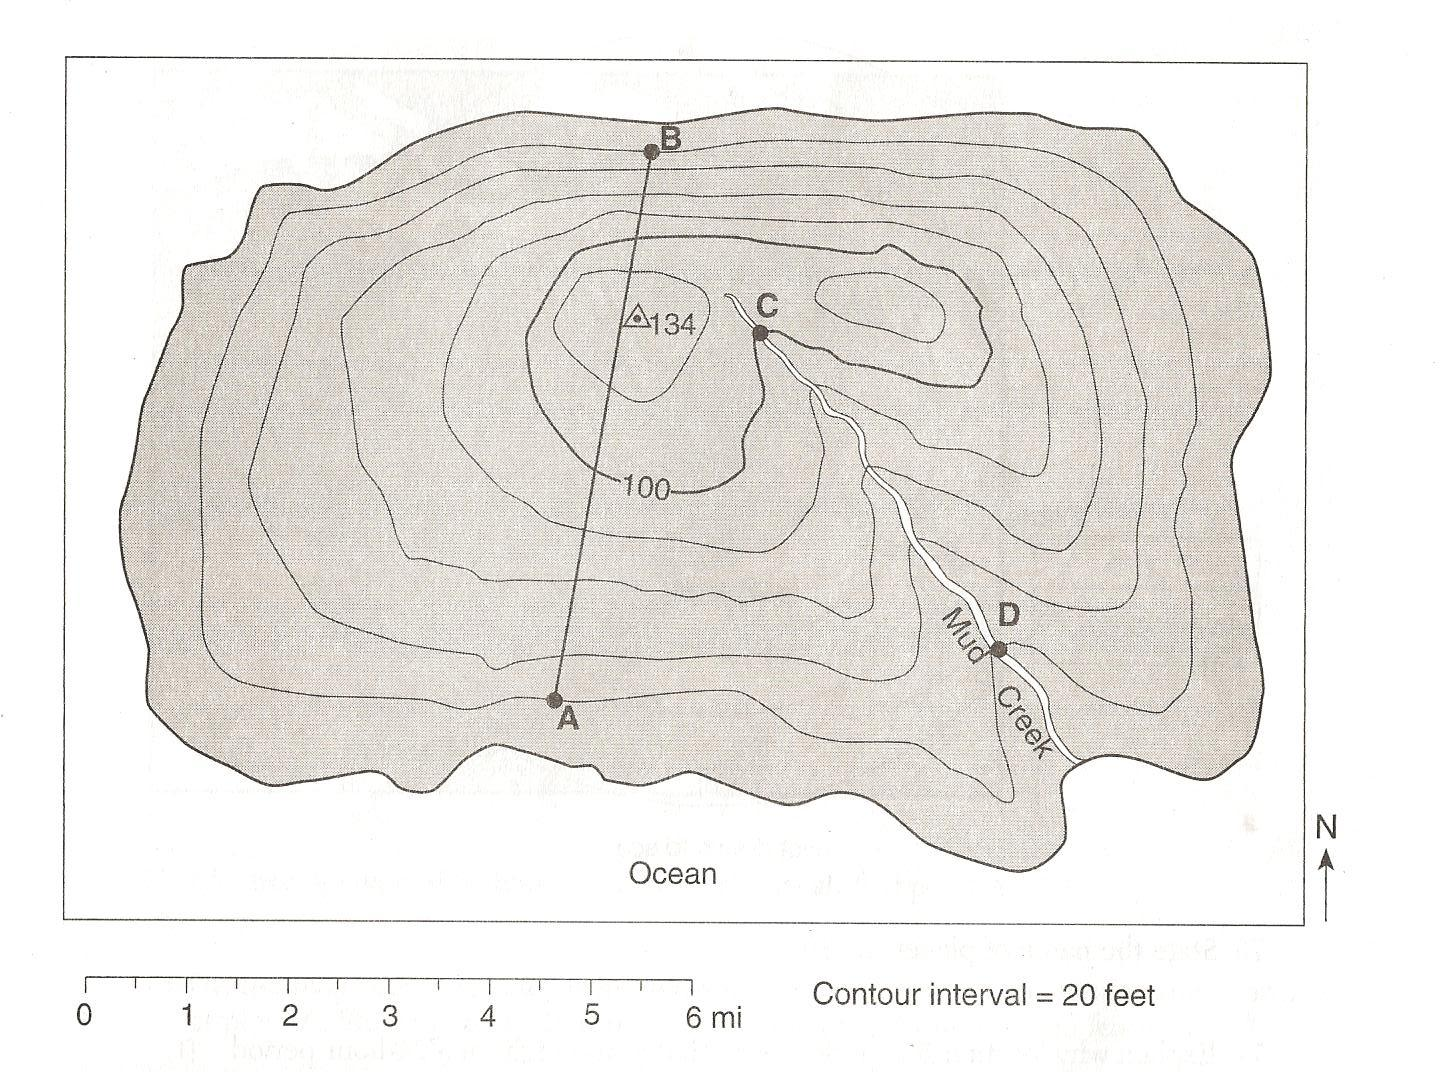 B
C
134
100
D
Mud
Creek
A
N
Ocean
0 1 2 3 4 5 6 mi
Contour interval = 20 feet